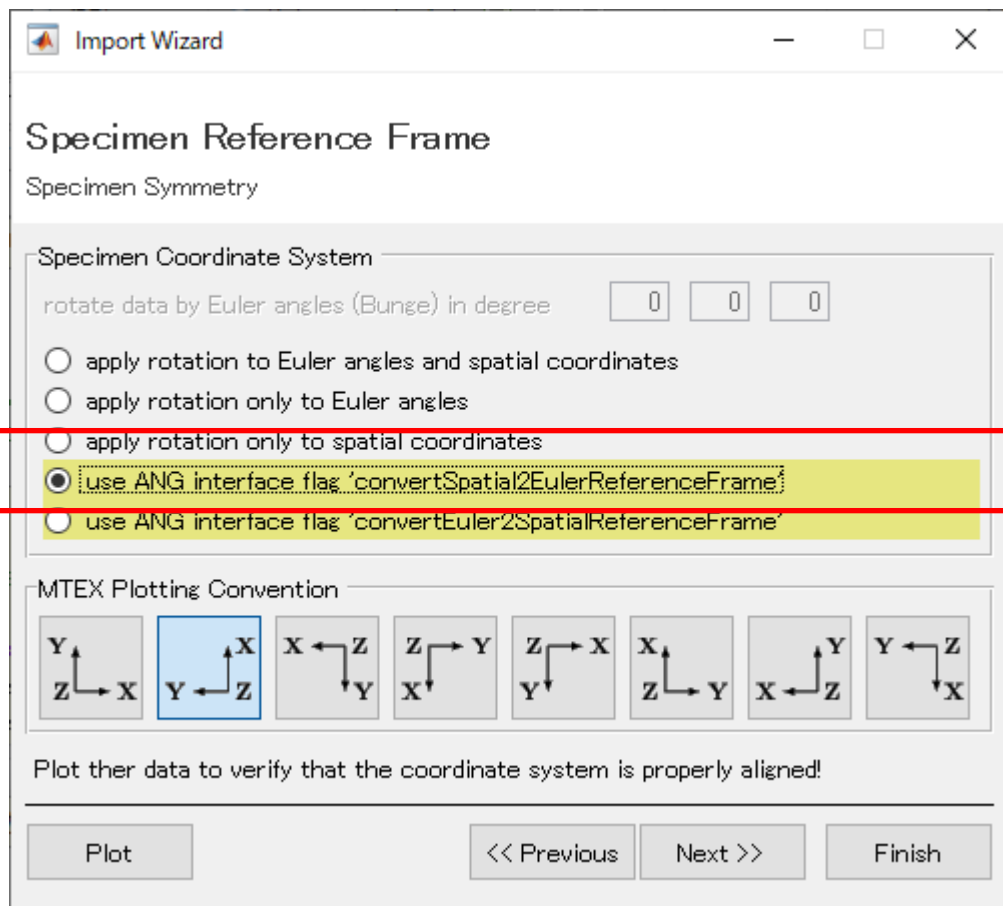 Import Wizard
Specimen Reference Frame
Specimen Symmetry
Specimen Coordinate System
rotate data by Euler angles (Bunge) in degree 0 0 0
apply rotation to Euler angles and spatial coordinates
apply rotation only to Euler angles
apply rotation only to spatial coordinates
use ANG interface flag 'convertSpatial2EulerReferenceFrame'
use ANG interface flag 'convertEuler2SpatialReferenceFrame'
MTEX Plotting Convention
Y X X Z Z Y Z X X Y Y Z
Z X Y Z Y X Y Z Y X Z X
Plot ther data to verify that the coordinate system is properly aligned!
Plot << Previous Next >> Finish